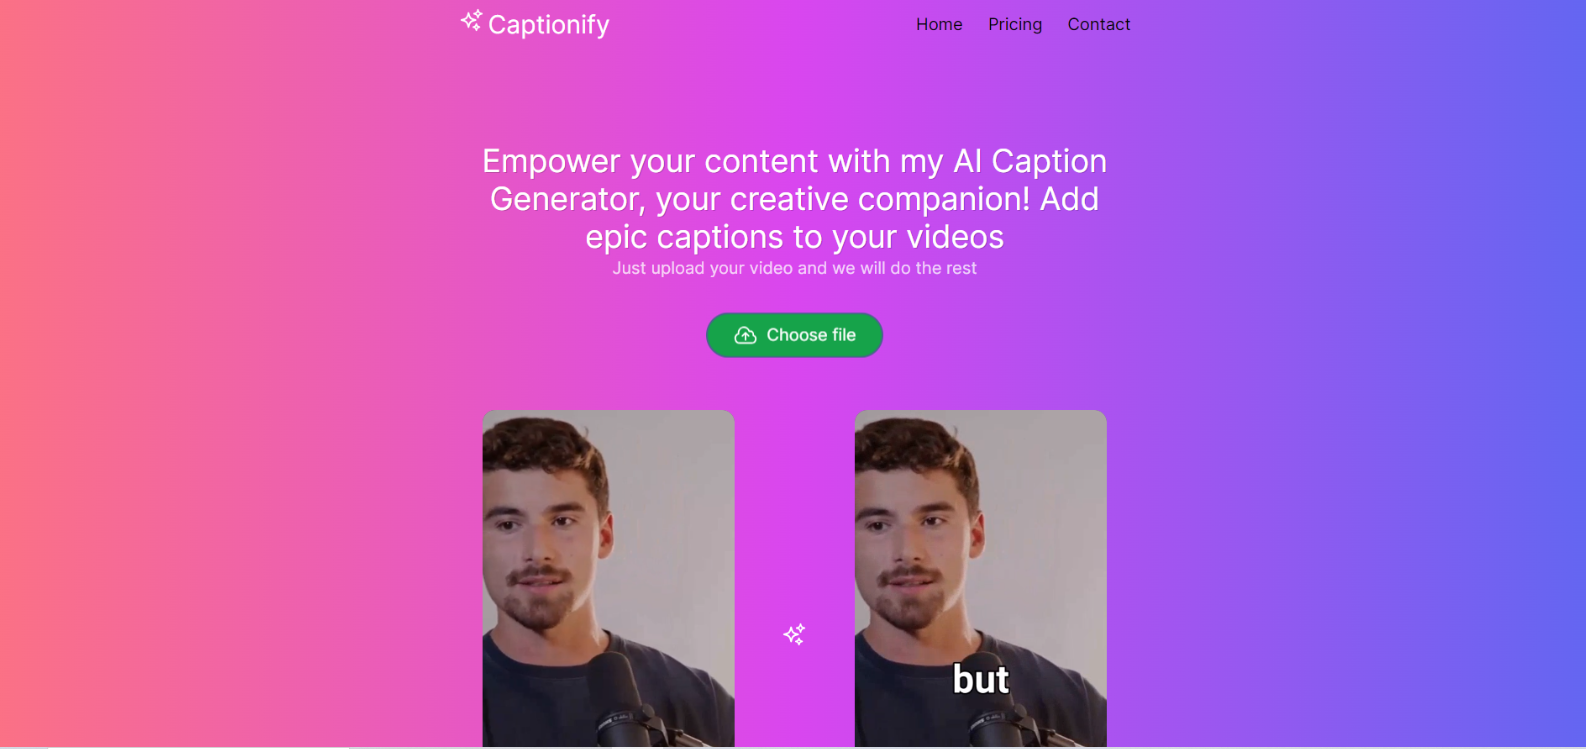 Captionify
Home Pricing Contact
Empower your content with my AI Caption
Generator, your creative companion! Add
epic captions to your videos
Just upload your video and we will do the rest
Choose file
but